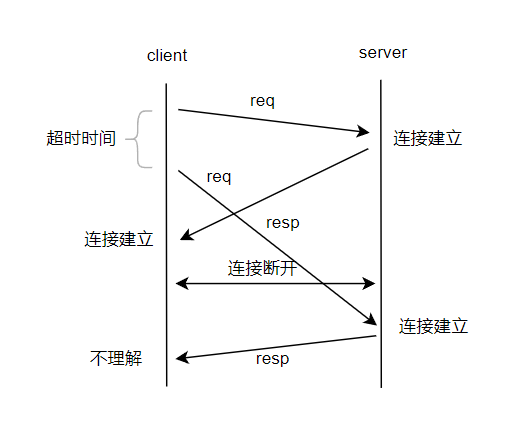 client
server
req
超时时间
连接建立
req
resp
连接建立
连接断开
连接建立
不理解
resp